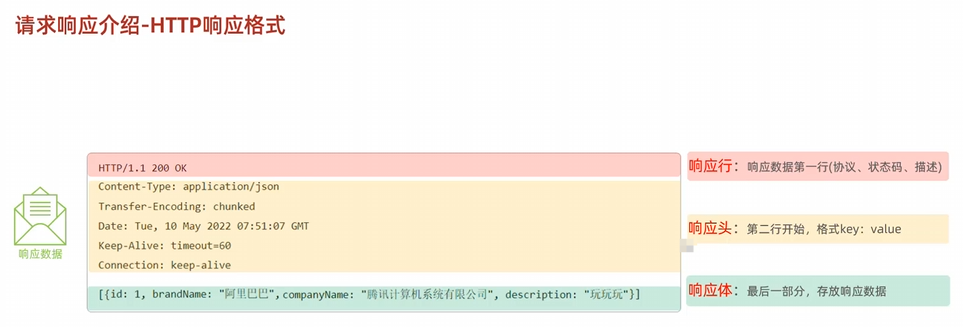 请求响应介绍-HTTP响应格式
HTTP/1.1 200 OK
响应行：响应数据第一行(协议、状态码、描述)
Content-Type: application/json
Transfer-Encoding: chunked
Date: Tue, 10 May 2022 07:51:07 GMT
Keep-Alive: timeout=60
Connection: keep-alive
响应头：第二行开始，格式key：value
响应数据
[{id: 1, brandName: "阿里巴巴",companyName: "腾讯计算机系统有限公司", description: "玩玩玩"}]
响应体：最后一部分，存放响应数据